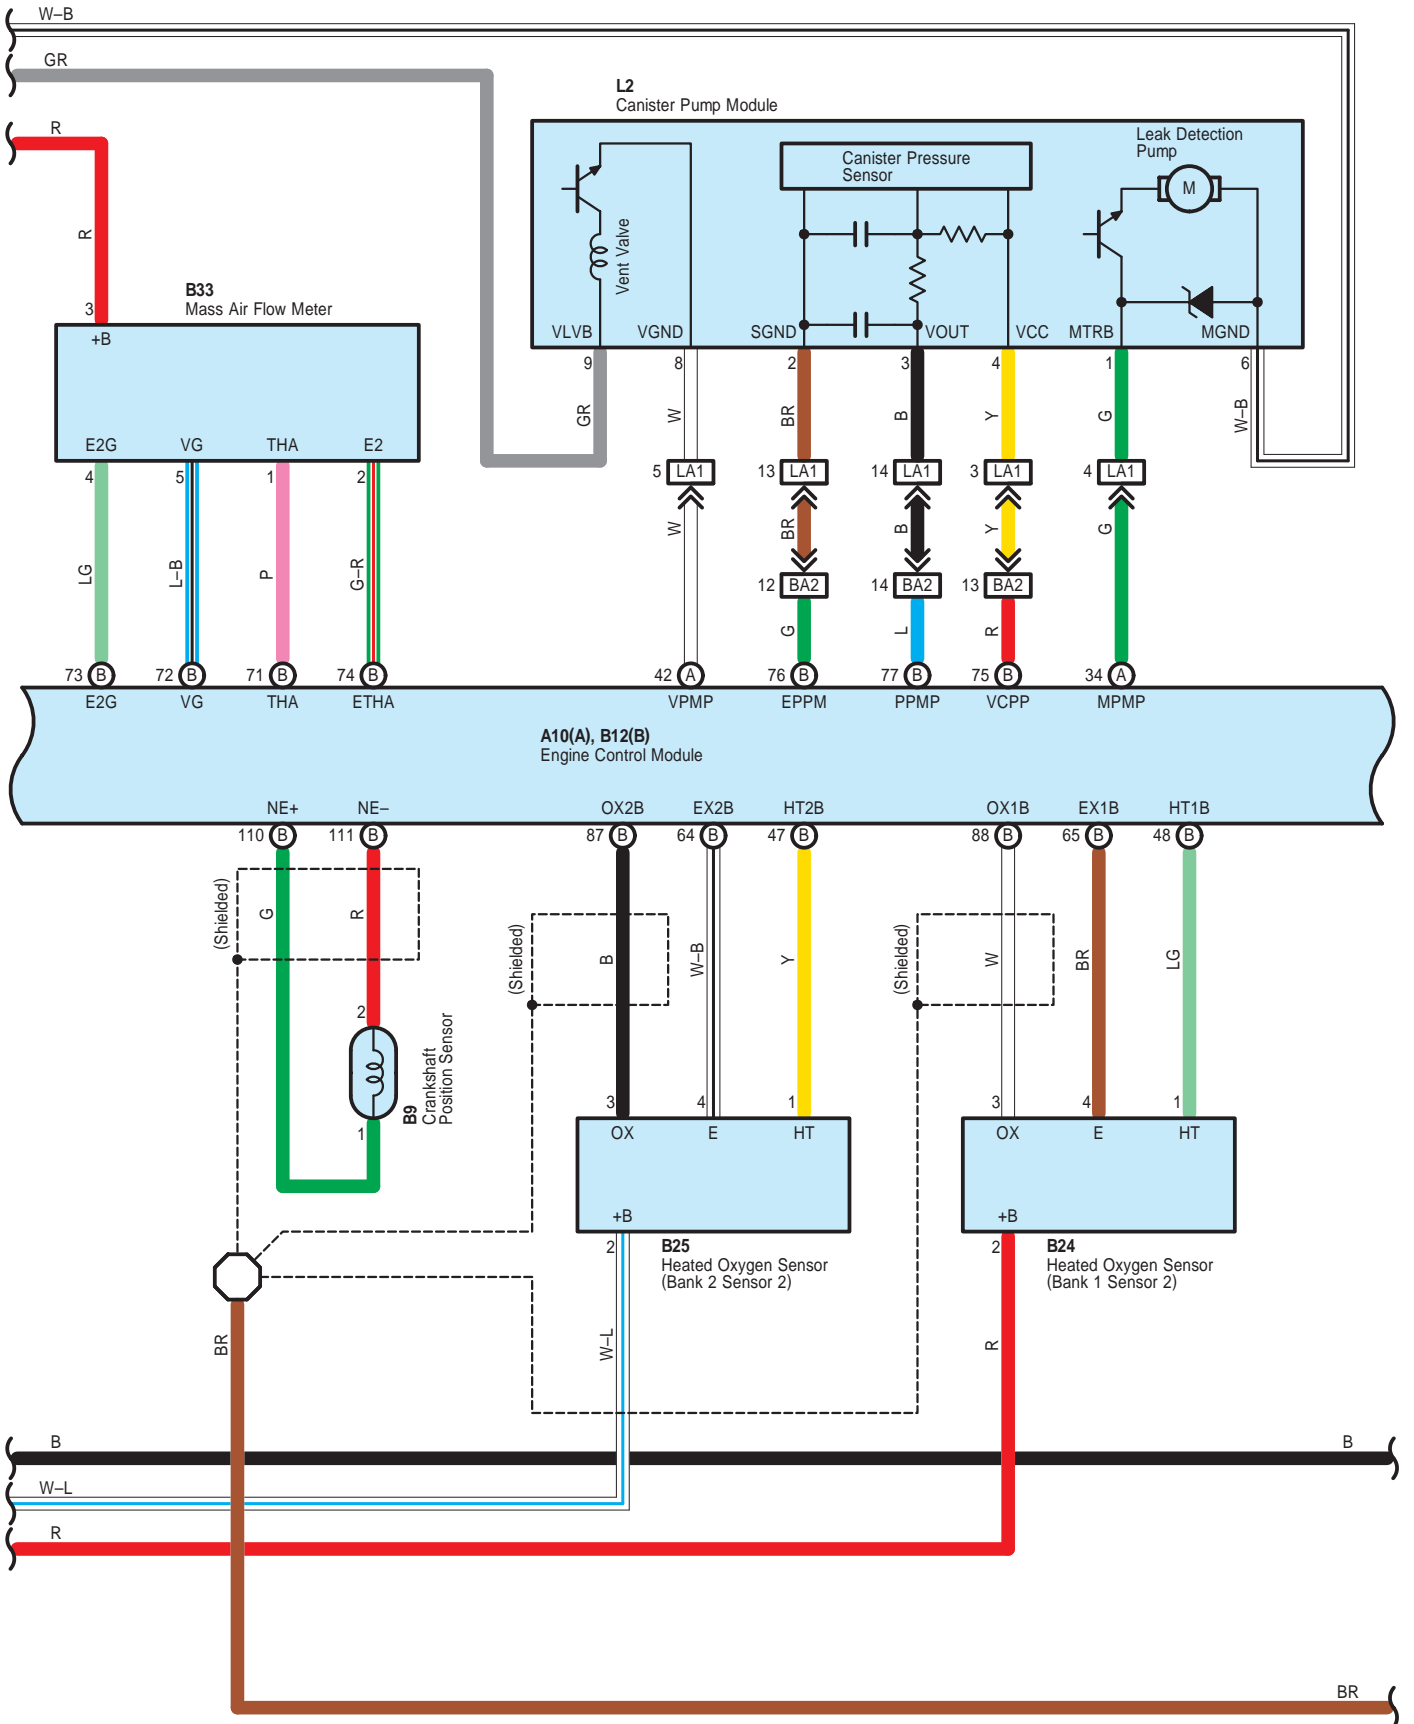 W–B
GR
L2
Canister Pump Module
R
Leak Detection
Pump
Canister Pressure
Sensor
M
Vent Valve
R
B33
Mass Air Flow Meter
3
+B
VLVB
VGND
SGND
VOUT
VCC
MTRB
MGND
9
8
2
3
4
1
6
GR
W
BR
B
Y
G
W–B
E2G
VG
THA
E2
4
5
1
2
5 LA1
13 LA1
14 LA1
3 LA1
4 LA1
W
BR
B
Y
G
LG
L–B
P
G–R
12 BA2
14 BA2
13 BA2
G
L
R
73 B
72 B
71 B
74 B
42 A
76 B
77 B
75 B
34 A
E2G
VG
THA
ETHA
VPMP
EPPM
PPMP
VCPP
MPMP
A10(A), B12(B)
Engine Control Module
NE+
NE–
OX2B
EX2B
HT2B
OX1B
EX1B
HT1B
110 B
111 B
87 B
64 B
47 B
88 B
65 B
48 B
(Shielded)
G
R
(Shielded)
B
W–B
Y
(Shielded)
W
BR
LG
2
B9
Crankshaft
Position Sensor
1
3
4
1
3
4
1
OX
E
HT
OX
E
HT
+B
+B
2
B25
Heated Oxygen Sensor
(Bank 2 Sensor 2)
2
B24
Heated Oxygen Sensor
(Bank 1 Sensor 2)
BR
W–L
R
B
B
W–L
R
BR